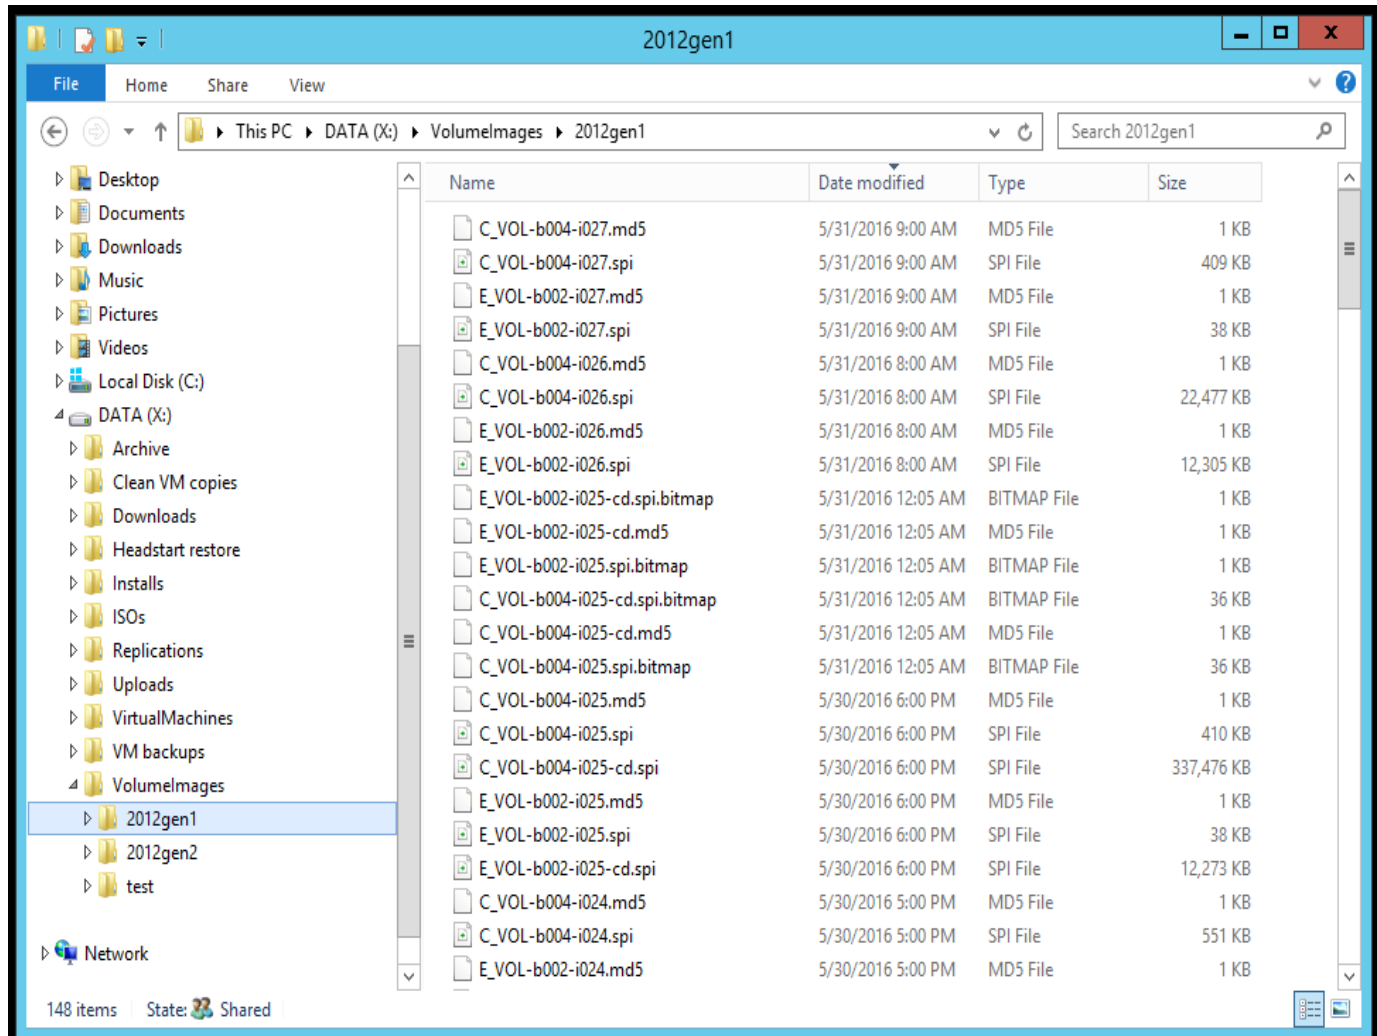 2012gen1
File Home Share View
This PC DATA (X:) VolumeImages 2012gen1 Search 2012gen1
Desktop
Documents
Downloads
Music
Pictures
Videos
Local Disk (C:)
DATA (X:)
Archive
Clean VM copies
Downloads
Headstart restore
Installs
ISOs
Replications
Uploads
VirtualMachines
VM backups
VolumeImages
2012gen1
2012gen2
test
Network
Name Date modified Type Size
C_VOL-b004-i027.md5 5/31/2016 9:00 AM MD5 File 1 KB
C_VOL-b004-i027.spi 5/31/2016 9:00 AM SPI File 409 KB
E_VOL-b002-i027.md5 5/31/2016 9:00 AM MD5 File 1 KB
E_VOL-b002-i027.spi 5/31/2016 9:00 AM SPI File 38 KB
C_VOL-b004-i026.md5 5/31/2016 8:00 AM MD5 File 1 KB
C_VOL-b004-i026.spi 5/31/2016 8:00 AM SPI File 22,477 KB
E_VOL-b002-i026.md5 5/31/2016 8:00 AM MD5 File 1 KB
E_VOL-b002-i026.spi 5/31/2016 8:00 AM SPI File 12,305 KB
E_VOL-b002-i025-cd.spi.bitmap 5/31/2016 12:05 AM BITMAP File 1 KB
E_VOL-b002-i025-cd.md5 5/31/2016 12:05 AM MD5 File 1 KB
E_VOL-b002-i025.spi.bitmap 5/31/2016 12:05 AM BITMAP File 1 KB
C_VOL-b004-i025-cd.spi.bitmap 5/31/2016 12:05 AM BITMAP File 36 KB
C_VOL-b004-i025-cd.md5 5/31/2016 12:05 AM MD5 File 1 KB
C_VOL-b004-i025.spi.bitmap 5/31/2016 12:05 AM BITMAP File 36 KB
C_VOL-b004-i025.md5 5/30/2016 6:00 PM MD5 File 1 KB
C_VOL-b004-i025.spi 5/30/2016 6:00 PM SPI File 410 KB
C_VOL-b004-i025-cd.spi 5/30/2016 6:00 PM SPI File 337,476 KB
E_VOL-b002-i025.md5 5/30/2016 6:00 PM MD5 File 1 KB
E_VOL-b002-i025.spi 5/30/2016 6:00 PM SPI File 38 KB
E_VOL-b002-i025-cd.spi 5/30/2016 6:00 PM SPI File 12,273 KB
C_VOL-b004-i024.md5 5/30/2016 5:00 PM MD5 File 1 KB
C_VOL-b004-i024.spi 5/30/2016 5:00 PM SPI File 551 KB
E_VOL-b002-i024.md5 5/30/2016 5:00 PM MD5 File 1 KB
148 items State: Shared